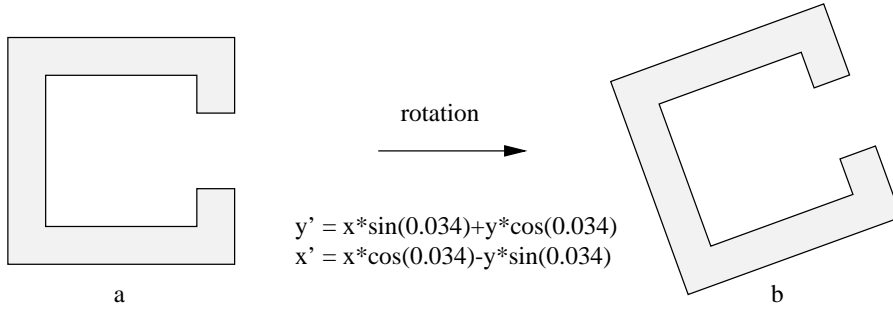 rotation
y’ = x*sin(0.034)+y*cos(0.034)
x’ = x*cos(0.034)-y*sin(0.034)
a
b